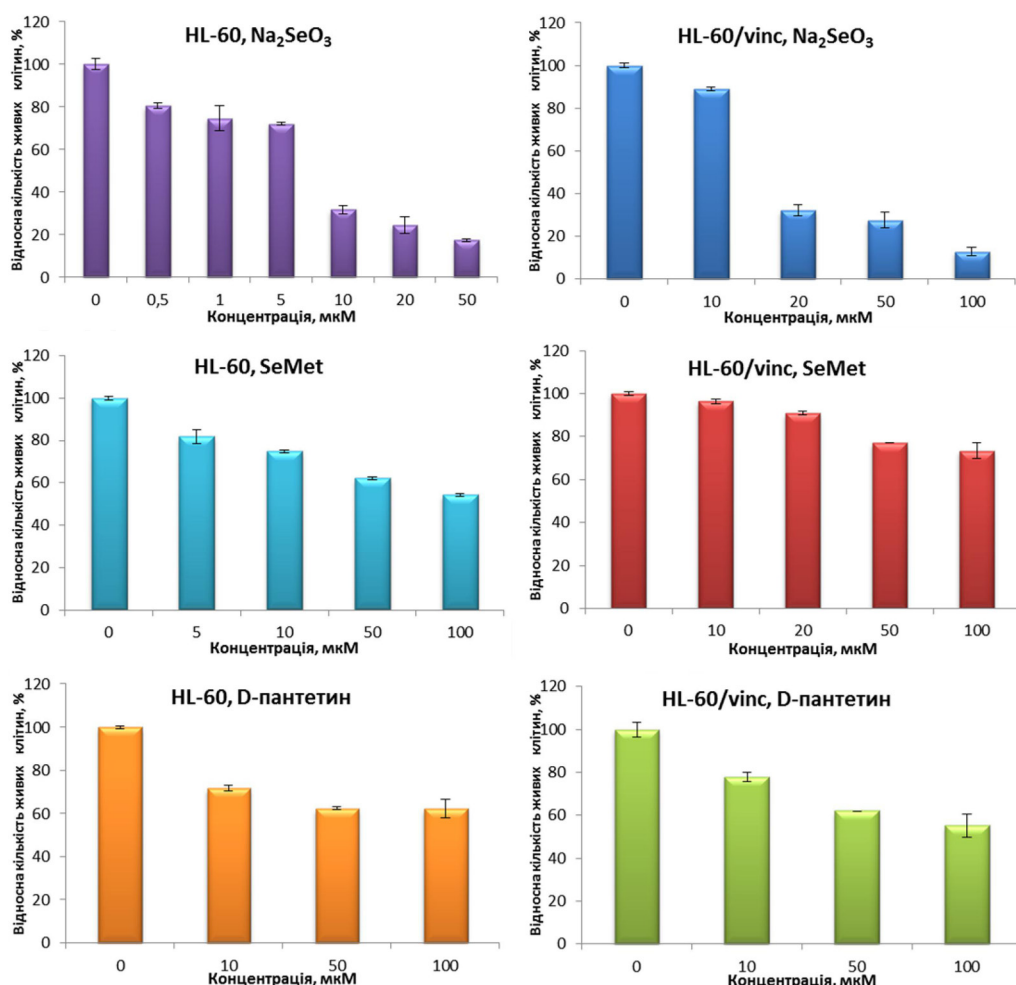 HL-60, Na₂SeO₃
Відносна кількість живих клітин, %
120
100
80
60
40
20
0
0 0,5 1 5 10 20 50
Концентрація, мкМ
HL-60/vinc, Na₂SeO₃
Відносна кількість живих клітин, %
120
100
80
60
40
20
0
0 10 20 50 100
Концентрація, мкМ
HL-60, SeMet
Відносна кількість живих клітин, %
120
100
80
60
40
20
0
0 5 10 50 100
Концентрація, мкМ
HL-60/vinc, SeMet
Відносна кількість живих клітин, %
120
100
80
60
40
20
0
0 10 20 50 100
Концентрація, мкМ
HL-60, D-пантетин
Відносна кількість живих клітин, %
120
100
80
60
40
20
0
0 10 50 100
Концентрація, мкМ
HL-60/vinc, D-пантетин
Відносна кількість живих клітин, %
120
100
80
60
40
20
0
0 10 50 100
Концентрація, мкМ